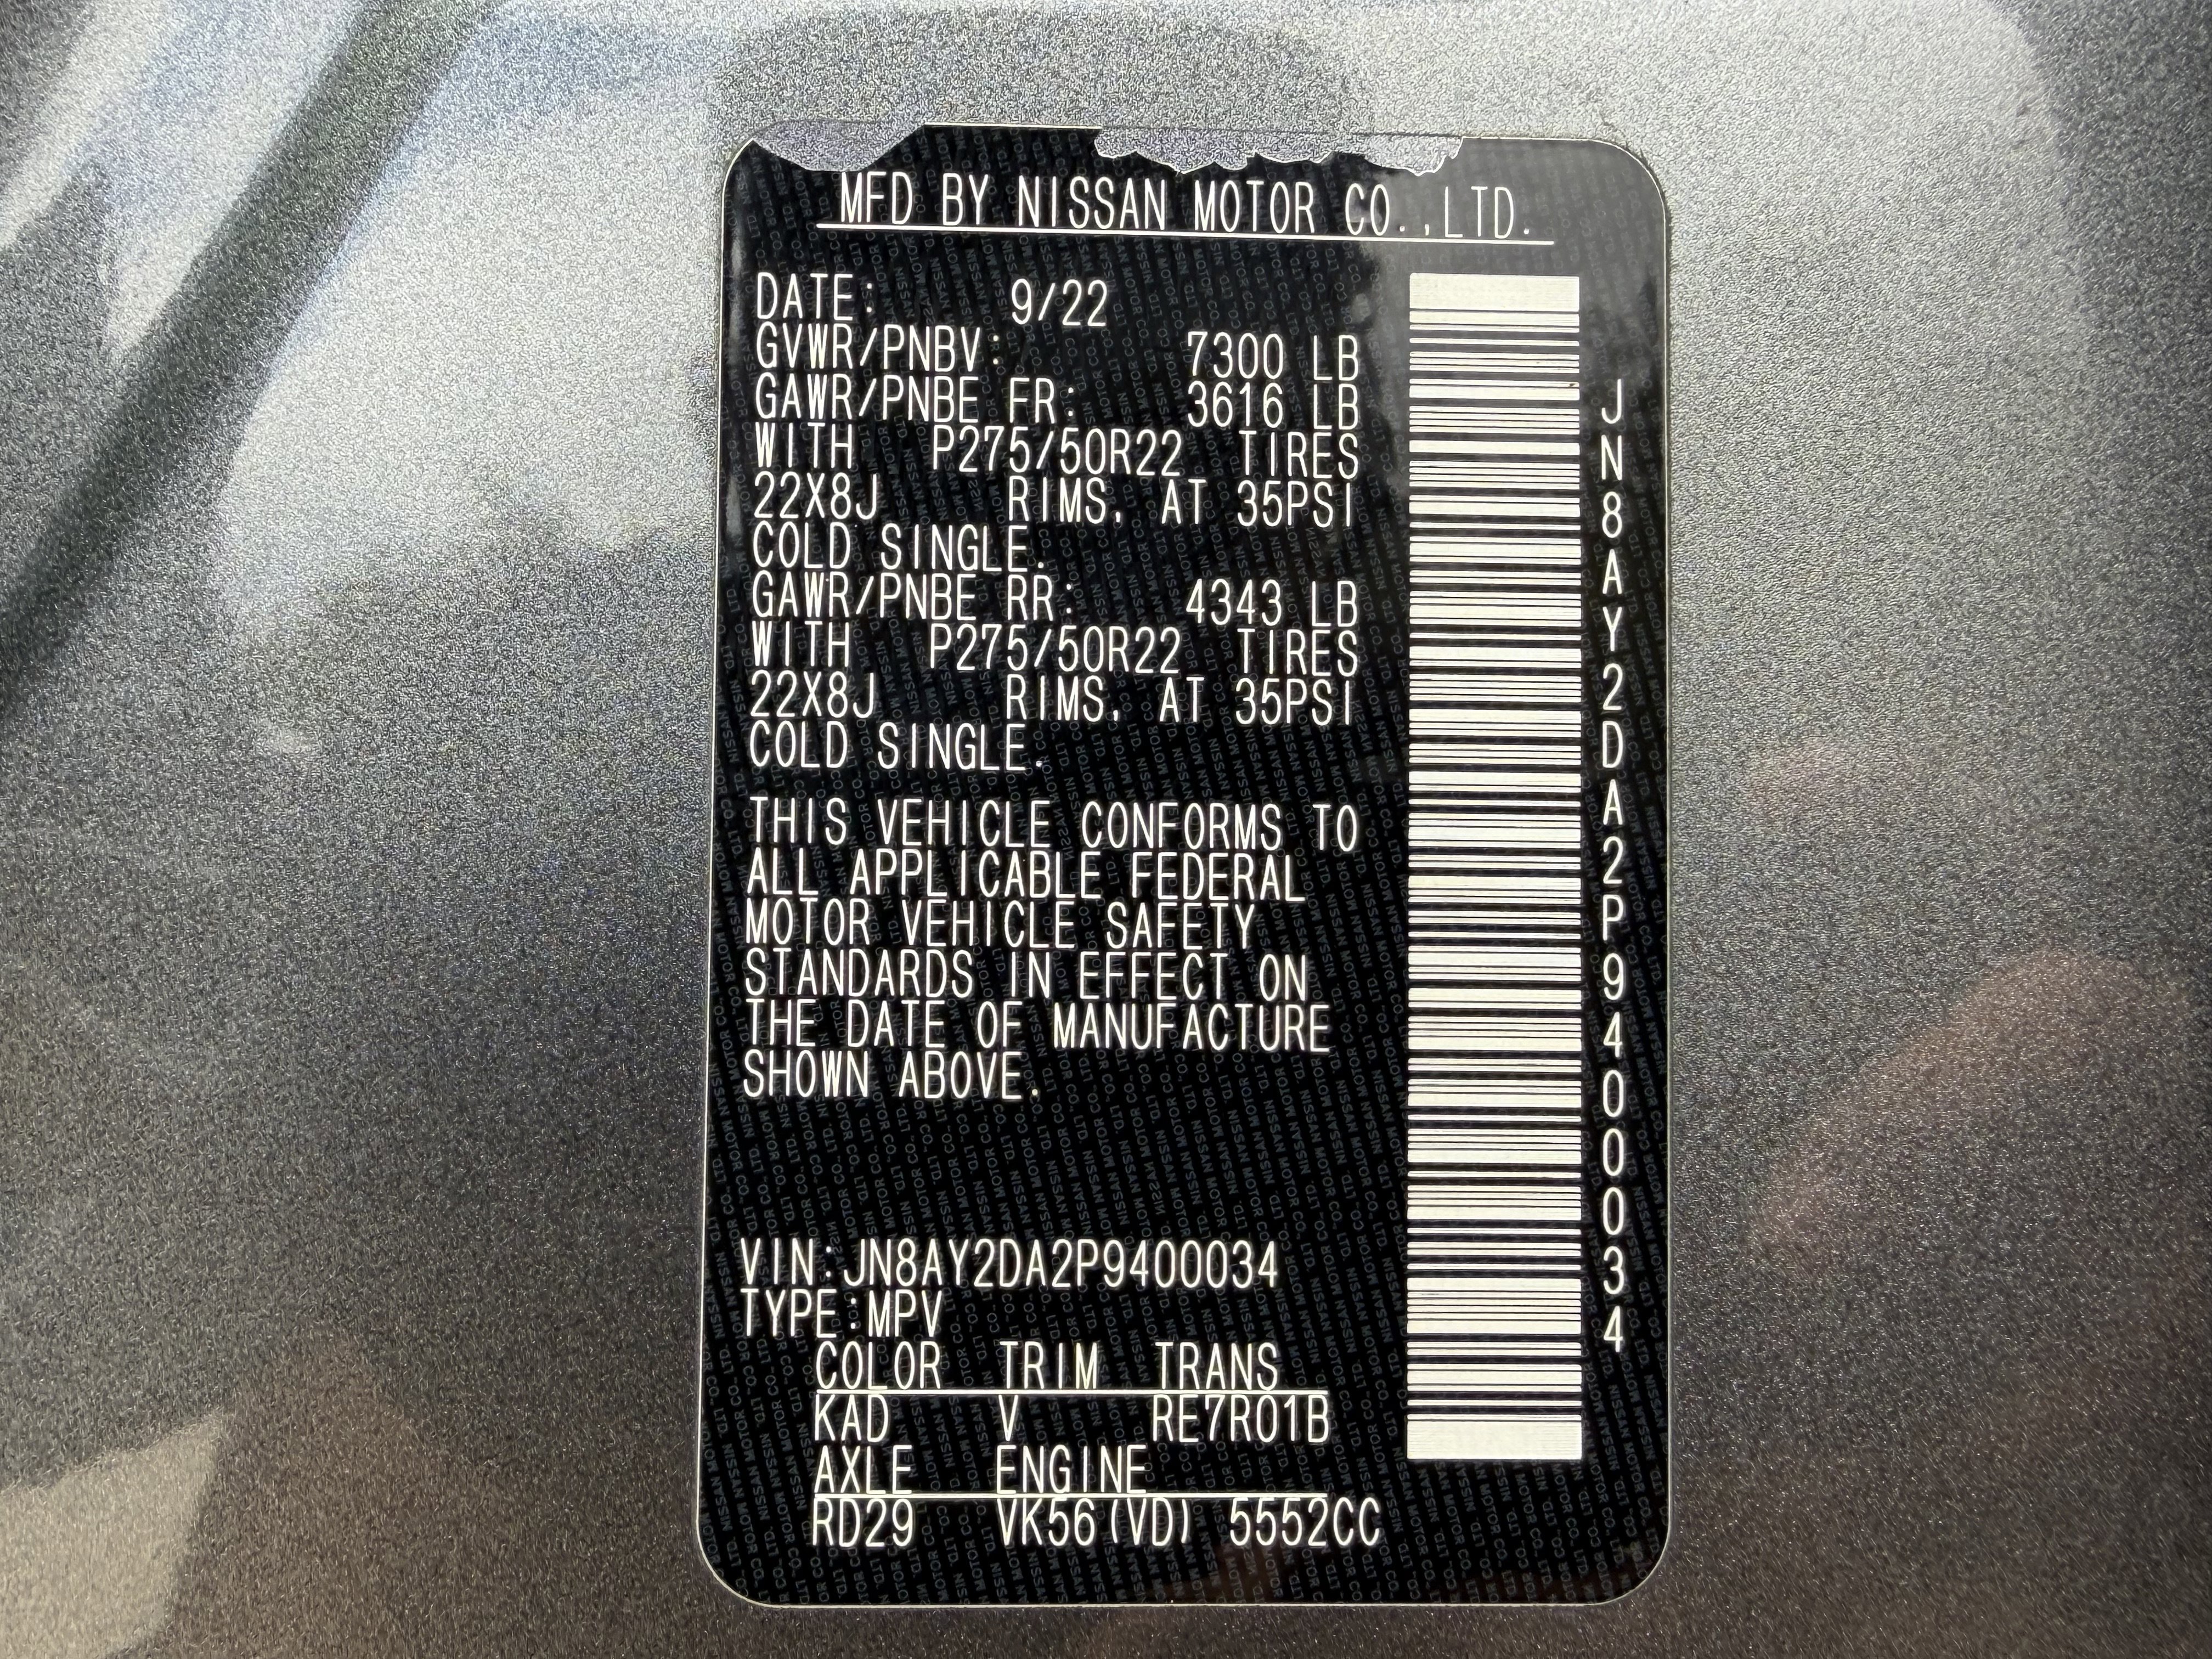 MFD BY NISSAN MOTOR CO.,LTD.
DATE: 9/22
GVWR/PNBV: 7300 LB
GAWR/PNBE FR: 3616 LB
WITH P275/50R22 TIRES
22X8J RIMS, AT 35PSI
COLD SINGLE.
GAWR/PNBE RR: 4343 LB
WITH P275/50R22 TIRES
22X8J RIMS, AT 35PSI
COLD SINGLE.
THIS VEHICLE CONFORMS TO
ALL APPLICABLE FEDERAL
MOTOR VEHICLE SAFETY
STANDARDS IN EFFECT ON
THE DATE OF MANUFACTURE
SHOWN ABOVE.
VIN:JN8AY2DA2P9400034
TYPE:MPV
COLOR TRIM TRANS
KAD V RE7R01B
AXLE ENGINE
RD29 VK56(VD) 5552CC
JN8AY2DA2P9400034